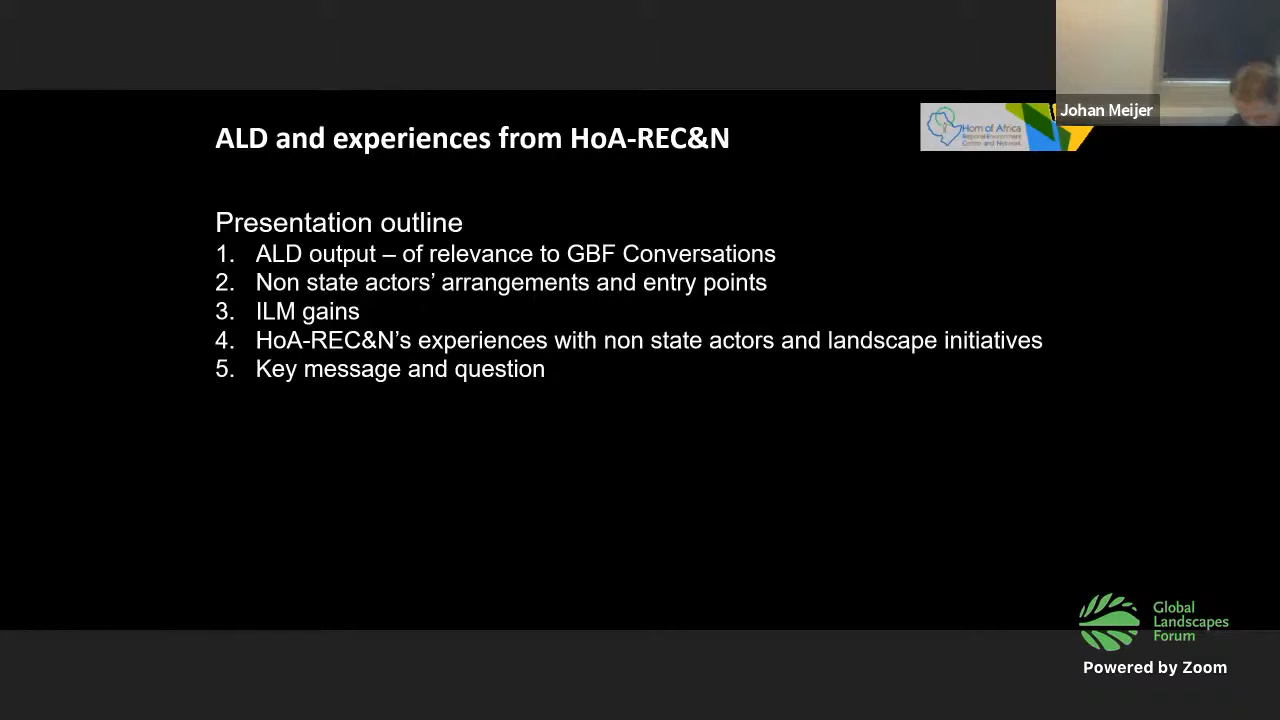 Johan Meijer
ALD and experiences from HoA-REC&N
Horn of Africa
Regional Environment
Centre and Network
Presentation outline
1. ALD output – of relevance to GBF Conversations
2. Non state actors’ arrangements and entry points
3. ILM gains
4. HoA-REC&N’s experiences with non state actors and landscape initiatives
5. Key message and question
Global
Landscapes
Forum
Powered by Zoom